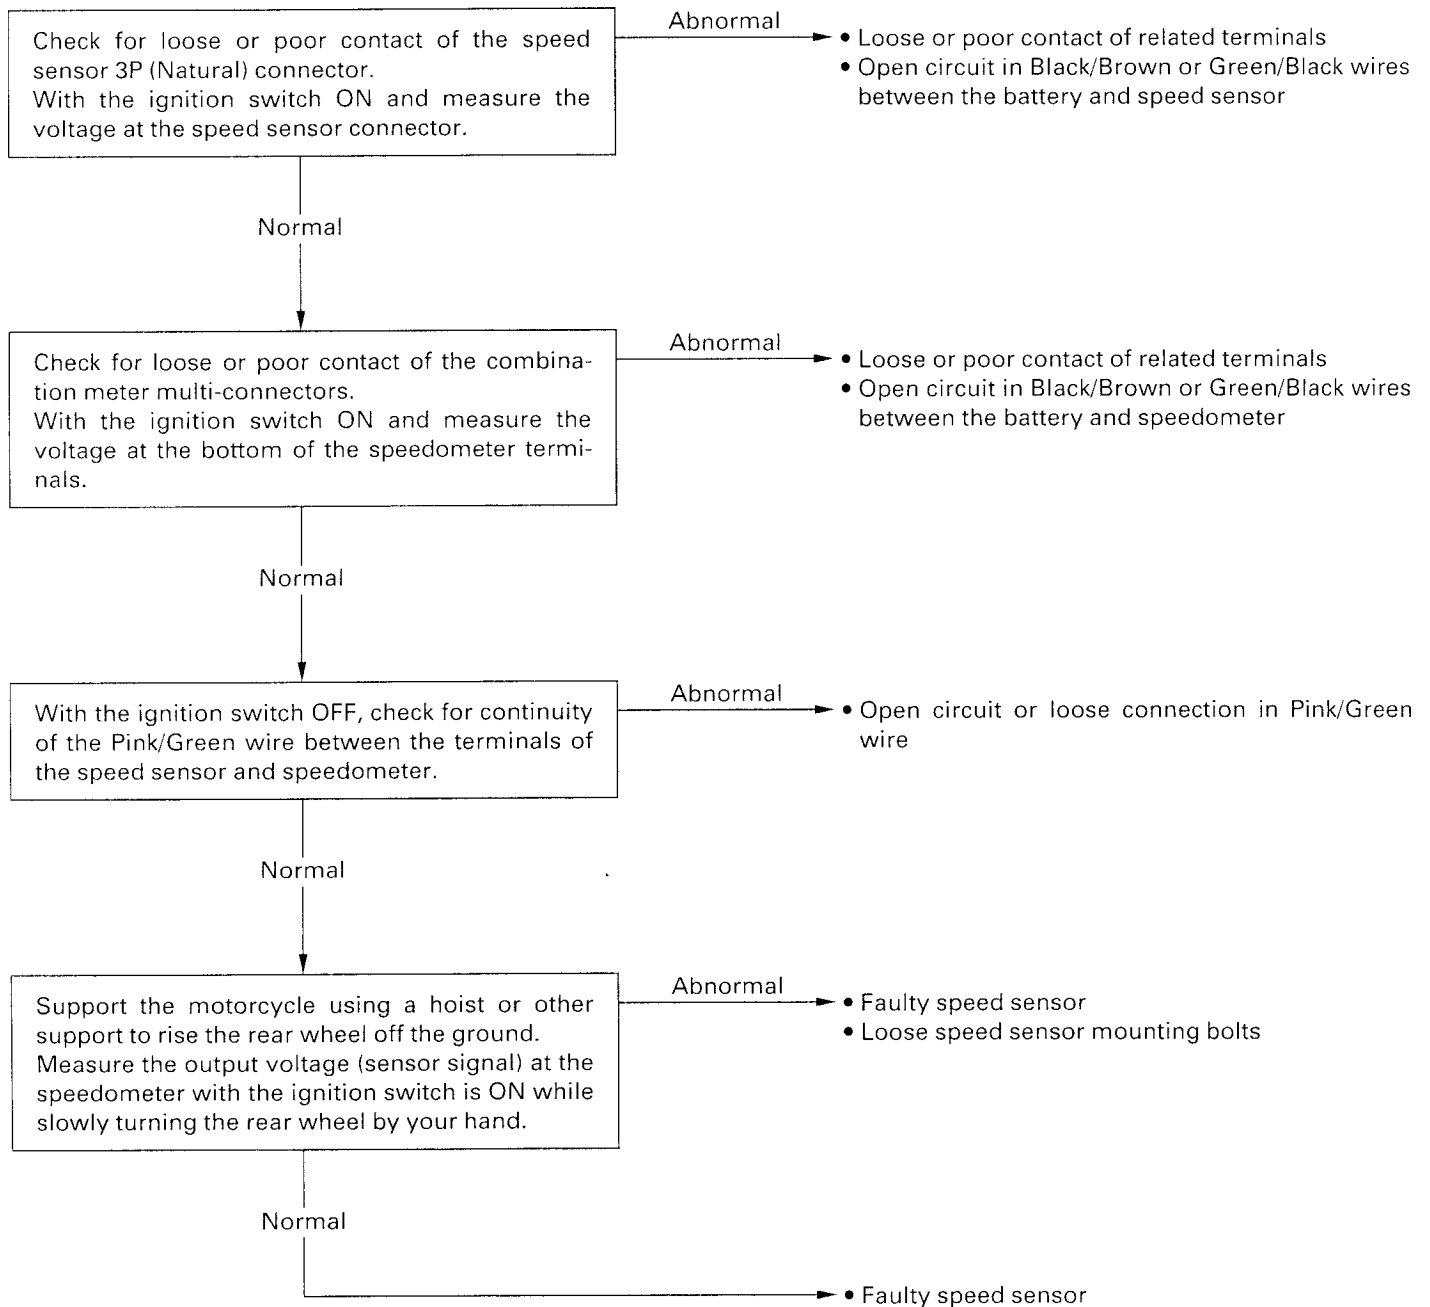 Check for loose or poor contact of the speed
sensor 3P (Natural) connector.
With the ignition switch ON and measure the
voltage at the speed sensor connector.
Abnormal
• Loose or poor contact of related terminals
• Open circuit in Black/Brown or Green/Black wires
between the battery and speed sensor
Normal
Check for loose or poor contact of the combina-
tion meter multi-connectors.
With the ignition switch ON and measure the
voltage at the bottom of the speedometer termi-
nals.
Abnormal
• Loose or poor contact of related terminals
• Open circuit in Black/Brown or Green/Black wires
between the battery and speedometer
Normal
With the ignition switch OFF, check for continuity
of the Pink/Green wire between the terminals of
the speed sensor and speedometer.
Abnormal
• Open circuit or loose connection in Pink/Green
wire
Normal
Support the motorcycle using a hoist or other
support to rise the rear wheel off the ground.
Measure the output voltage (sensor signal) at the
speedometer with the ignition switch is ON while
slowly turning the rear wheel by your hand.
Abnormal
• Faulty speed sensor
• Loose speed sensor mounting bolts
Normal
• Faulty speed sensor